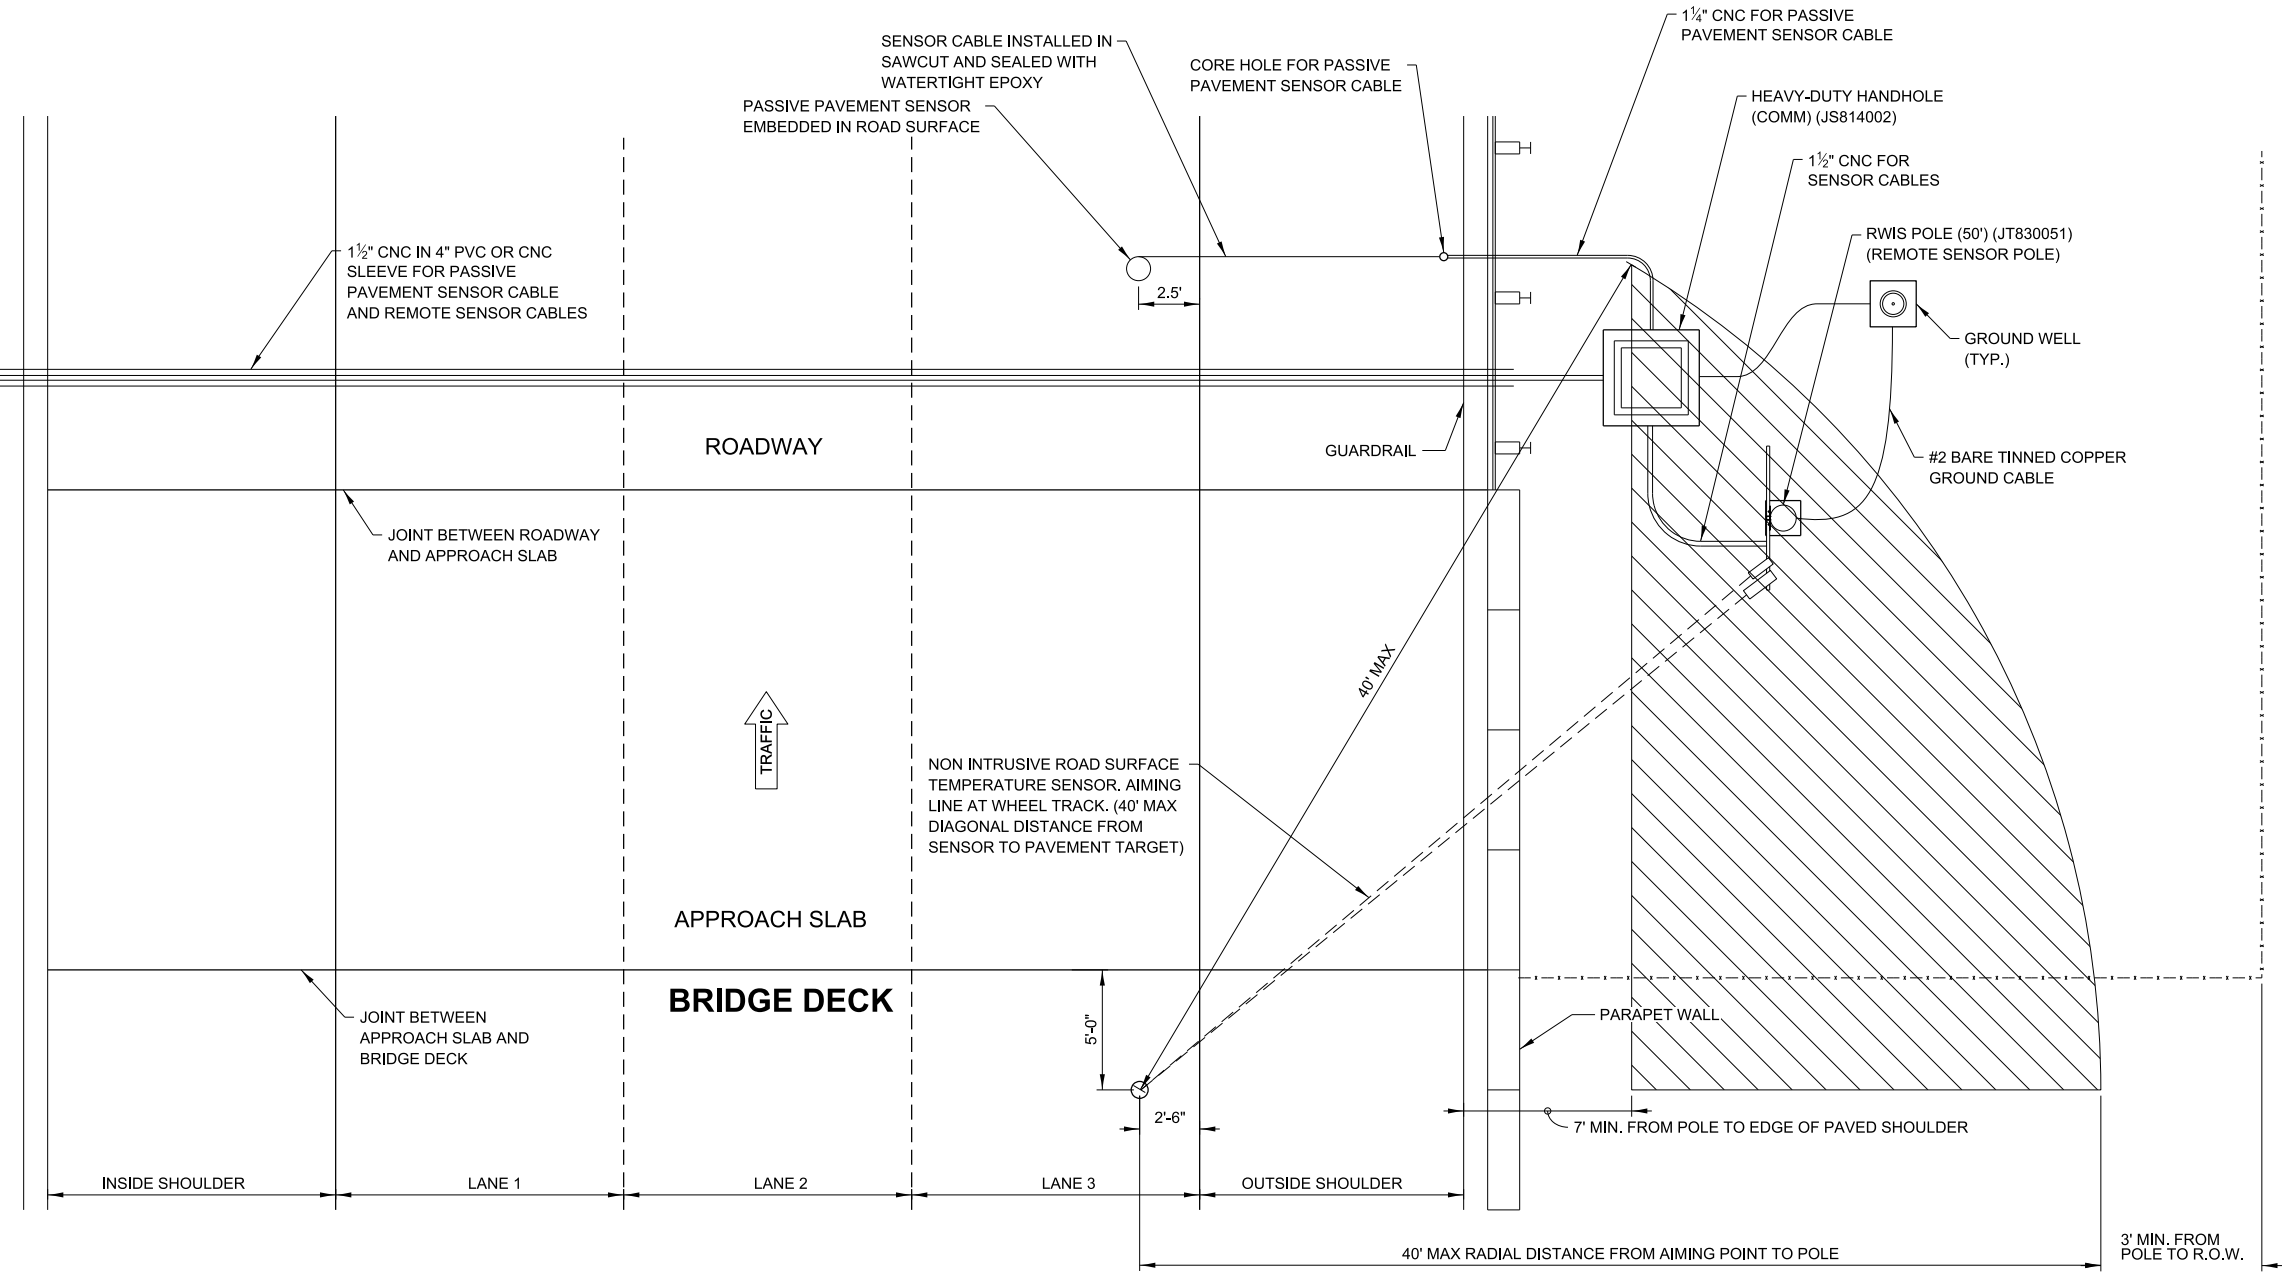 1¼" CNC FOR PASSIVE
PAVEMENT SENSOR CABLE
SENSOR CABLE INSTALLED IN
SAWCUT AND SEALED WITH
WATERTIGHT EPOXY
CORE HOLE FOR PASSIVE
PAVEMENT SENSOR CABLE
HEAVY-DUTY HANDHOLE
(COMM) (JS814002)
PASSIVE PAVEMENT SENSOR
EMBEDDED IN ROAD SURFACE
1½" CNC FOR
SENSOR CABLES
RWIS POLE (50') (JT830051)
(REMOTE SENSOR POLE)
1½" CNC IN 4" PVC OR CNC
SLEEVE FOR PASSIVE
PAVEMENT SENSOR CABLE
AND REMOTE SENSOR CABLES
2.5'
GROUND WELL
(TYP.)
ROADWAY
GUARDRAIL
#2 BARE TINNED COPPER
GROUND CABLE
JOINT BETWEEN ROADWAY
AND APPROACH SLAB
40' MAX
TRAFFIC
NON INTRUSIVE ROAD SURFACE
TEMPERATURE SENSOR. AIMING
LINE AT WHEEL TRACK. (40' MAX
DIAGONAL DISTANCE FROM
SENSOR TO PAVEMENT TARGET)
APPROACH SLAB
BRIDGE DECK
JOINT BETWEEN
APPROACH SLAB AND
BRIDGE DECK
5'-0"
PARAPET WALL
2'-6"
7' MIN. FROM POLE TO EDGE OF PAVED SHOULDER
INSIDE SHOULDER
LANE 1
LANE 2
LANE 3
OUTSIDE SHOULDER
40' MAX RADIAL DISTANCE FROM AIMING POINT TO POLE
3' MIN. FROM
POLE TO R.O.W.